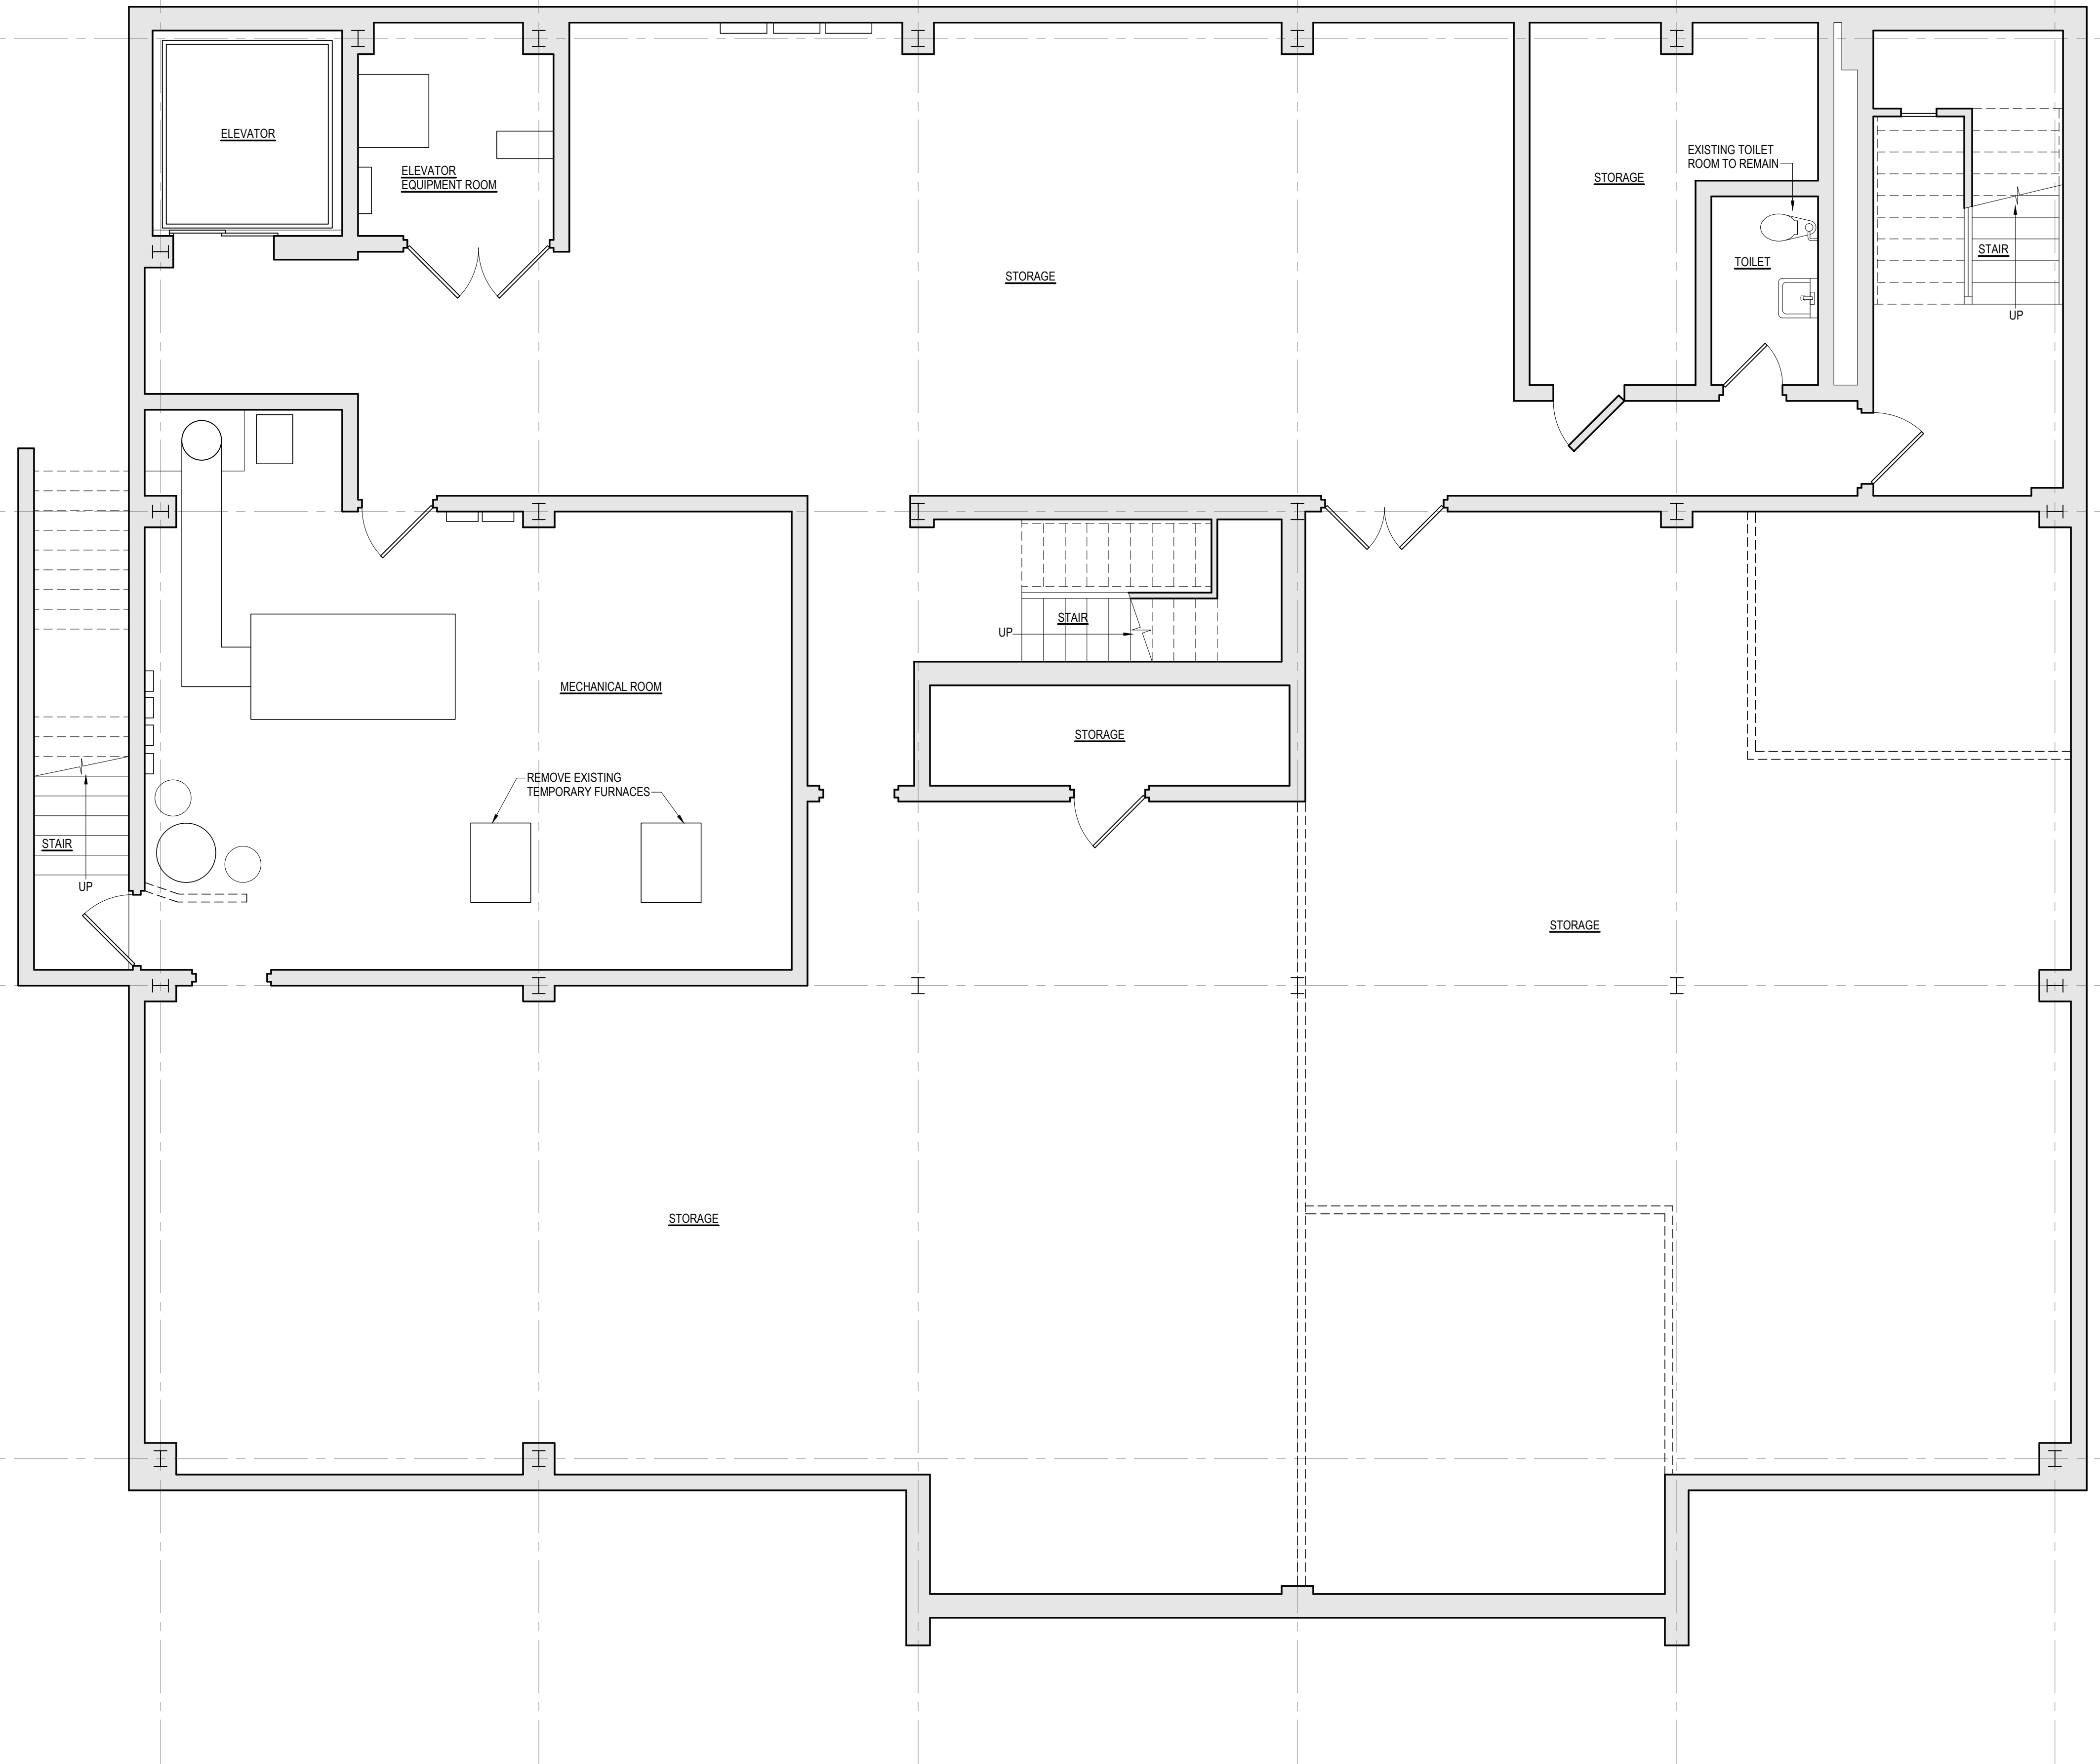 ELEVATOR
ELEVATOR
EQUIPMENT ROOM
EXISTING TOILET
ROOM TO REMAIN
STORAGE
STORAGE
TOILET
STAIR
UP
STAIR
UP
MECHANICAL ROOM
STORAGE
REMOVE EXISTING
TEMPORARY FURNACES
STAIR
UP
STORAGE
STORAGE